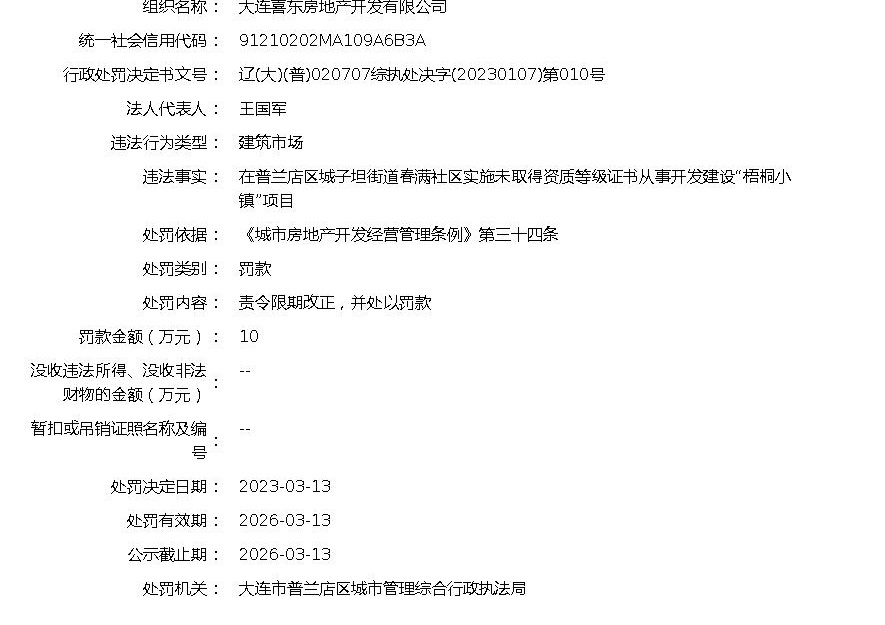 组织名称： 大连喜东房地产开发有限公司
统一社会信用代码： 91210202MA109A6B3A
行政处罚决定书文号： 辽(大)(普)020707综执处决字(20230107)第010号
法人代表人： 王国军
违法行为类型： 建筑市场
违法事实： 在普兰店区城子坦街道春满社区实施未取得资质等级证书从事开发建设“梧桐小
镇”项目
处罚依据： 《城市房地产开发经营管理条例》第三十四条
处罚类别： 罚款
处罚内容： 责令限期改正，并处以罚款
罚款金额（万元）： 10
没收违法所得、没收非法
财物的金额（万元）： --
暂扣或吊销证照名称及编
号： --
处罚决定日期： 2023-03-13
处罚有效期： 2026-03-13
公示截止期： 2026-03-13
处罚机关： 大连市普兰店区城市管理综合行政执法局